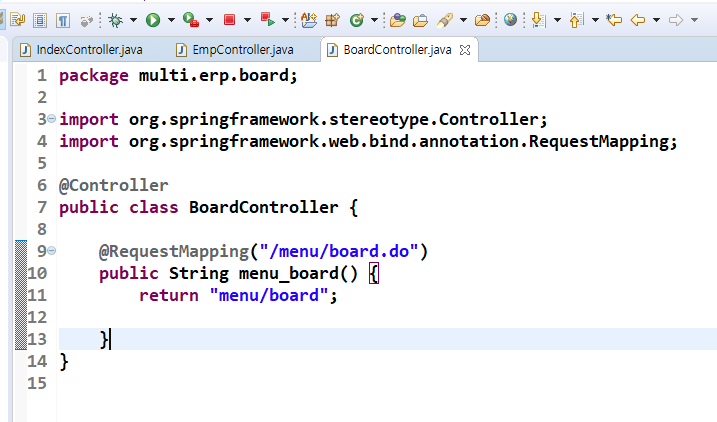 IndexController.java EmpController.java BoardController.java
1 package multi.erp.board;
2
3 import org.springframework.stereotype.Controller;
4 import org.springframework.web.bind.annotation.RequestMapping;
5
6 @Controller
7 public class BoardController {
8
9 @RequestMapping("/menu/board.do")
10 public String menu_board() {
11 return "menu/board";
12
13 }
14 }
15